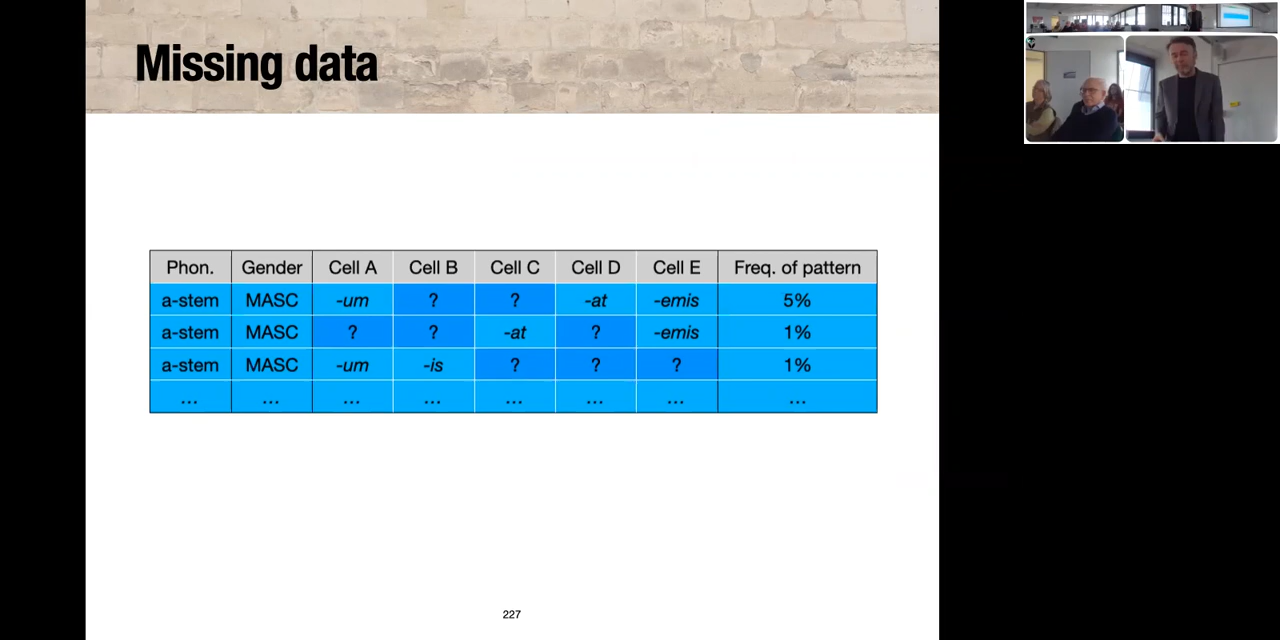 Missing data
Phon. Gender Cell A Cell B Cell C Cell D Cell E Freq. of pattern
a-stem MASC -um ? ? -at -emis 5%
a-stem MASC ? ? -at ? -emis 1%
a-stem MASC -um -is ? ? ? 1%
... ... ... ... ... ... ... ...
227